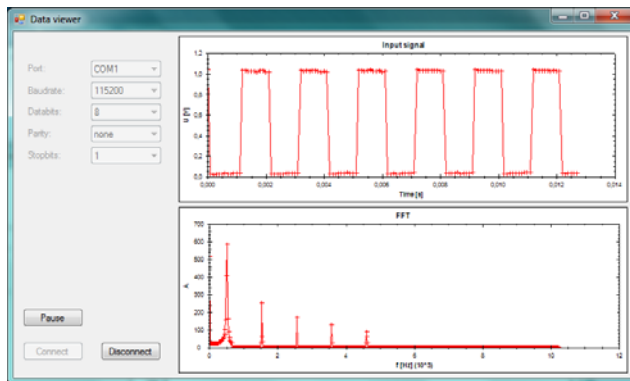 Data viewer
Port: COM1
Baudrate: 115200
Databits: 8
Parity: none
Stopbits: 1
Pause
Connect Disconnect
Input signal
U [V]
1,2
1,0
0,8
0,6
0,4
0,2
0,0
0,000 0,002 0,004 0,006 0,008 0,010 0,012 0,014
Time [s]
FFT
A
700
600
500
400
300
200
100
0
0 2 4 6 8 10 12
f [Hz] (10^3)